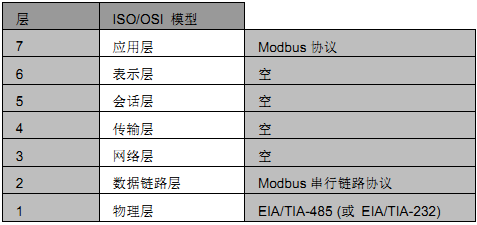 层 ISO/OSI 模型
7 应用层 Modbus 协议
6 表示层 空
5 会话层 空
4 传输层 空
3 网络层 空
2 数据链路层 Modbus 串行链路协议
1 物理层 EIA/TIA-485 (或 EIA/TIA-232)